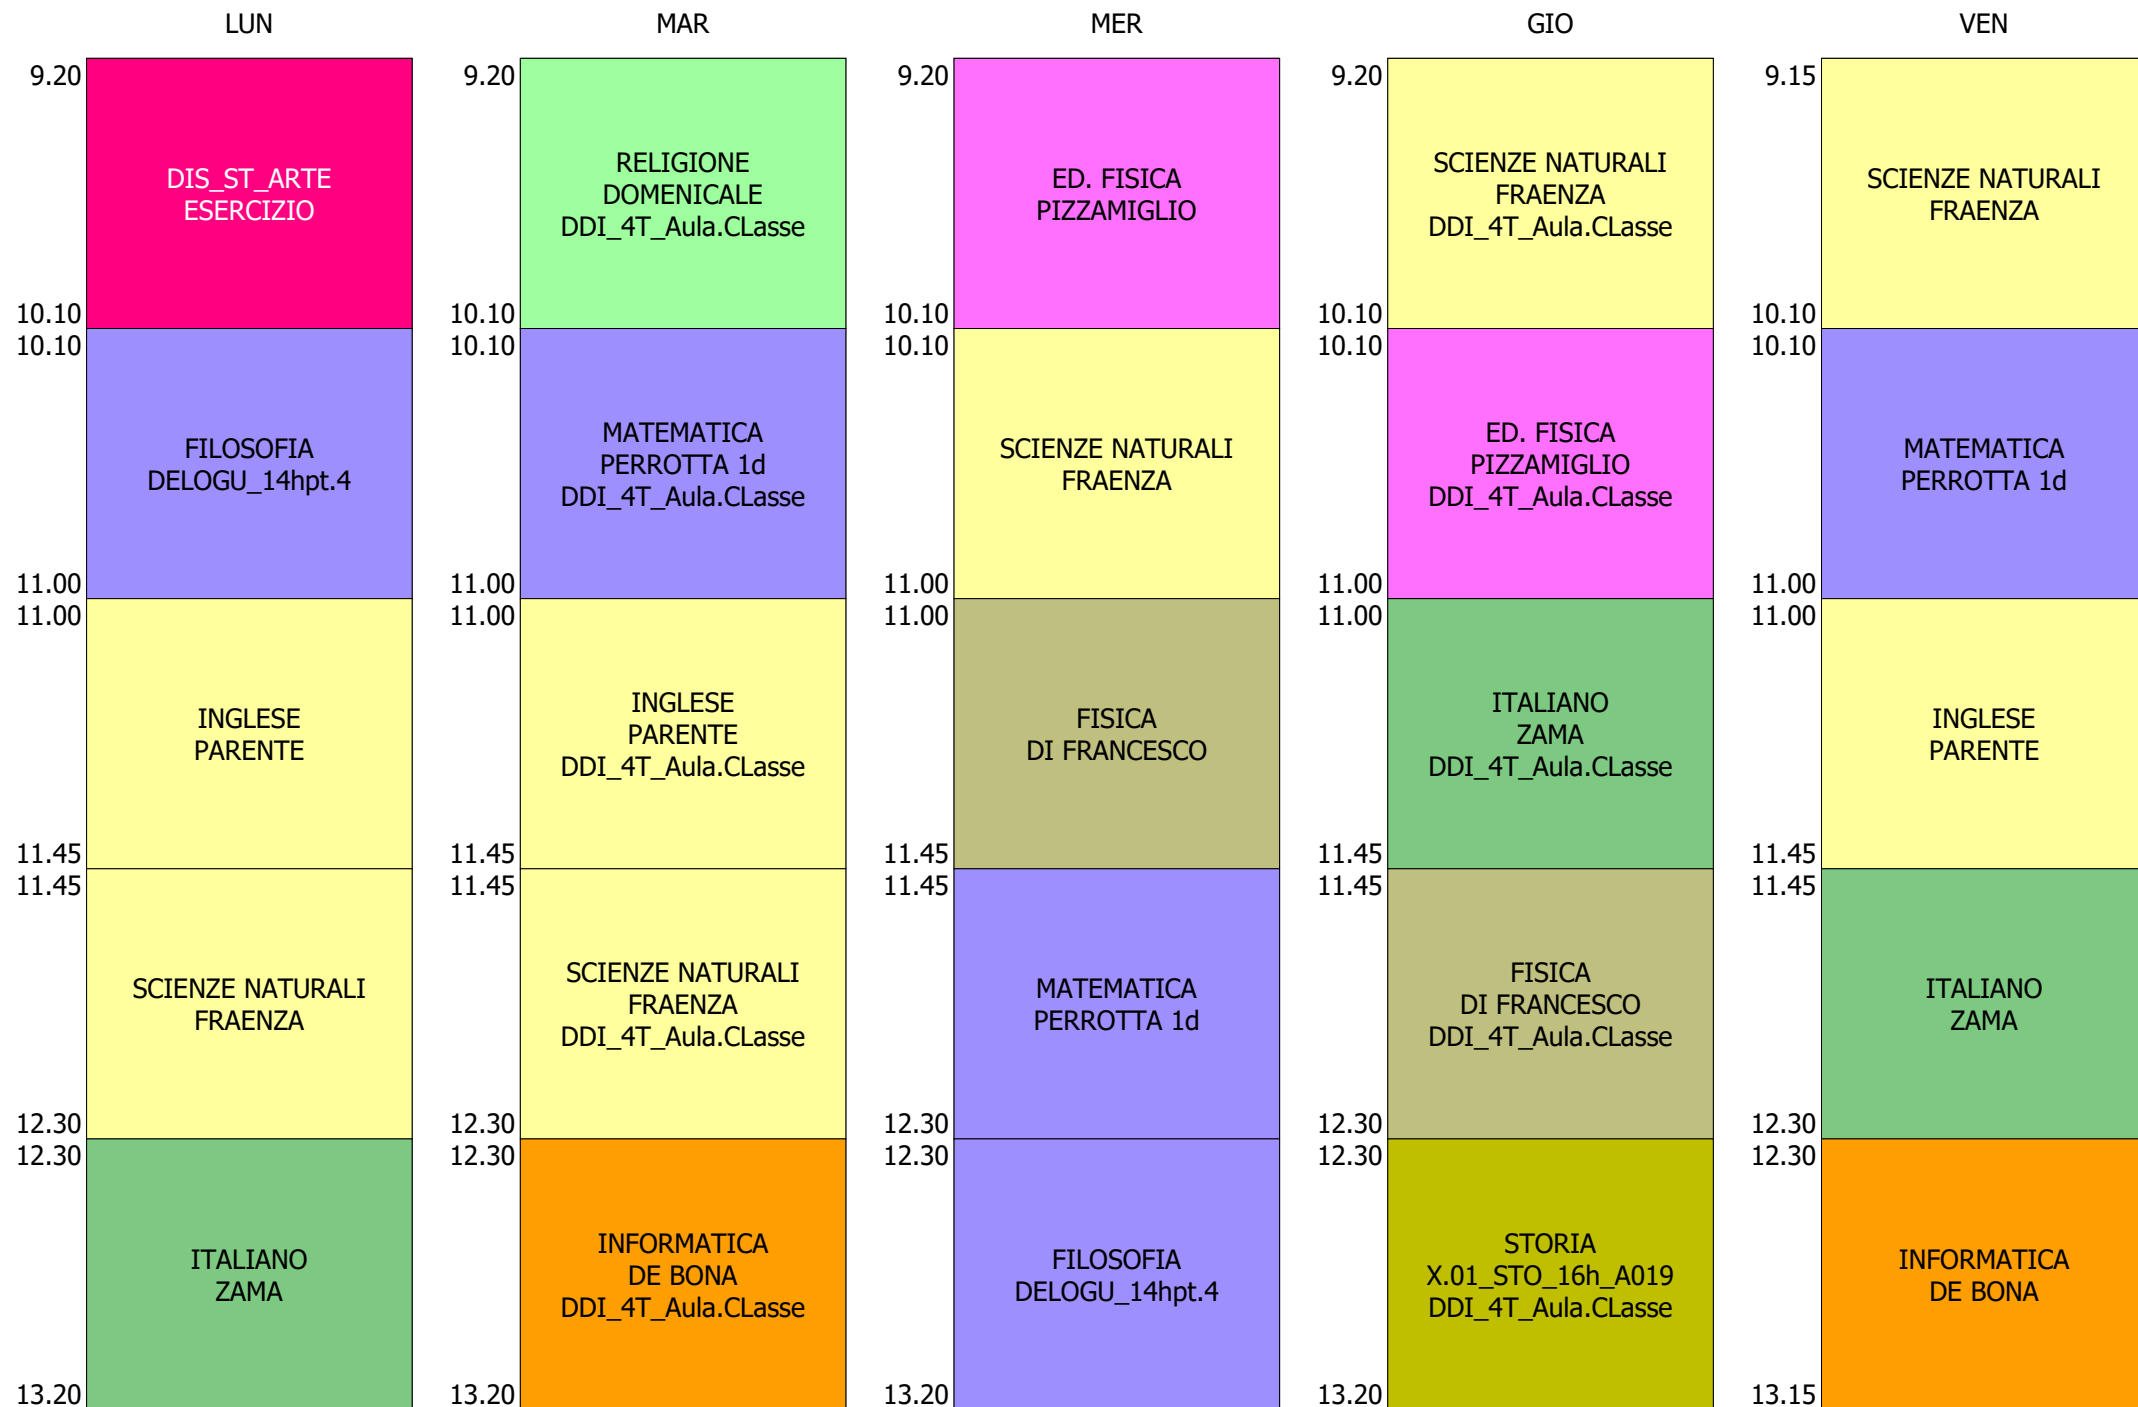 LUN
MAR
MER
GIO
VEN
9.20
DIS_ST_ARTE
ESERCIZIO
10.10
10.10
FILOSOFIA
DELOGU_14hpt.4
11.00
11.00
INGLESE
PARENTE
11.45
11.45
SCIENZE NATURALI
FRAENZA
12.30
12.30
ITALIANO
ZAMA
13.20
9.20
RELIGIONE
DOMENICALE
DDI_4T_Aula.CLasse
10.10
10.10
MATEMATICA
PERROTTA 1d
DDI_4T_Aula.CLasse
11.00
11.00
INGLESE
PARENTE
DDI_4T_Aula.CLasse
11.45
11.45
SCIENZE NATURALI
FRAENZA
DDI_4T_Aula.CLasse
12.30
12.30
INFORMATICA
DE BONA
DDI_4T_Aula.CLasse
13.20
9.20
ED. FISICA
PIZZAMIGLIO
10.10
10.10
SCIENZE NATURALI
FRAENZA
11.00
11.00
FISICA
DI FRANCESCO
11.45
11.45
MATEMATICA
PERROTTA 1d
12.30
12.30
FILOSOFIA
DELOGU_14hpt.4
13.20
9.20
SCIENZE NATURALI
FRAENZA
DDI_4T_Aula.CLasse
10.10
10.10
ED. FISICA
PIZZAMIGLIO
DDI_4T_Aula.CLasse
11.00
11.00
ITALIANO
ZAMA
DDI_4T_Aula.CLasse
11.45
11.45
FISICA
DI FRANCESCO
DDI_4T_Aula.CLasse
12.30
12.30
STORIA
X.01_STO_16h_A019
DDI_4T_Aula.CLasse
13.20
9.15
SCIENZE NATURALI
FRAENZA
10.10
10.10
MATEMATICA
PERROTTA 1d
11.00
11.00
INGLESE
PARENTE
11.45
11.45
ITALIANO
ZAMA
12.30
12.30
INFORMATICA
DE BONA
13.15